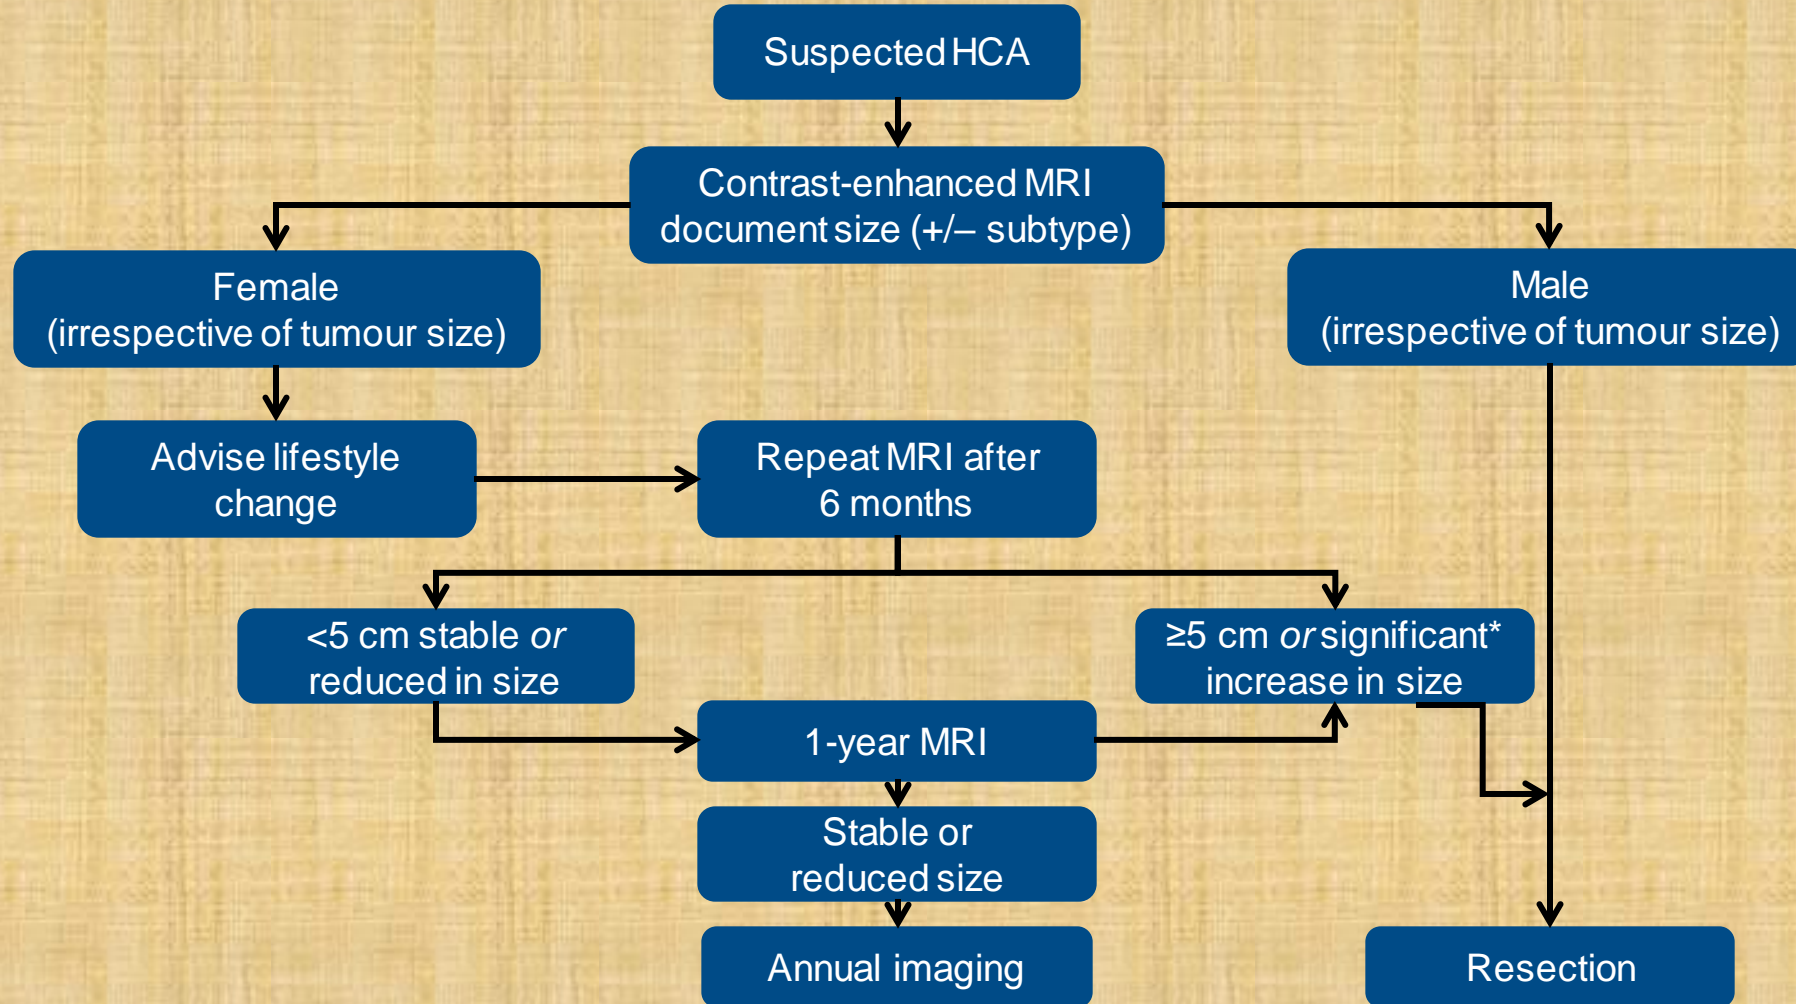 Suspected HCA
Contrast-enhanced MRI
document size (+/– subtype)
Female
(irrespective of tumour size)
Male
(irrespective of tumour size)
Advise lifestyle
change
Repeat MRI after
6 months
<5 cm stable or
reduced in size
≥5 cm or significant*
increase in size
1-year MRI
Stable or
reduced size
Annual imaging
Resection